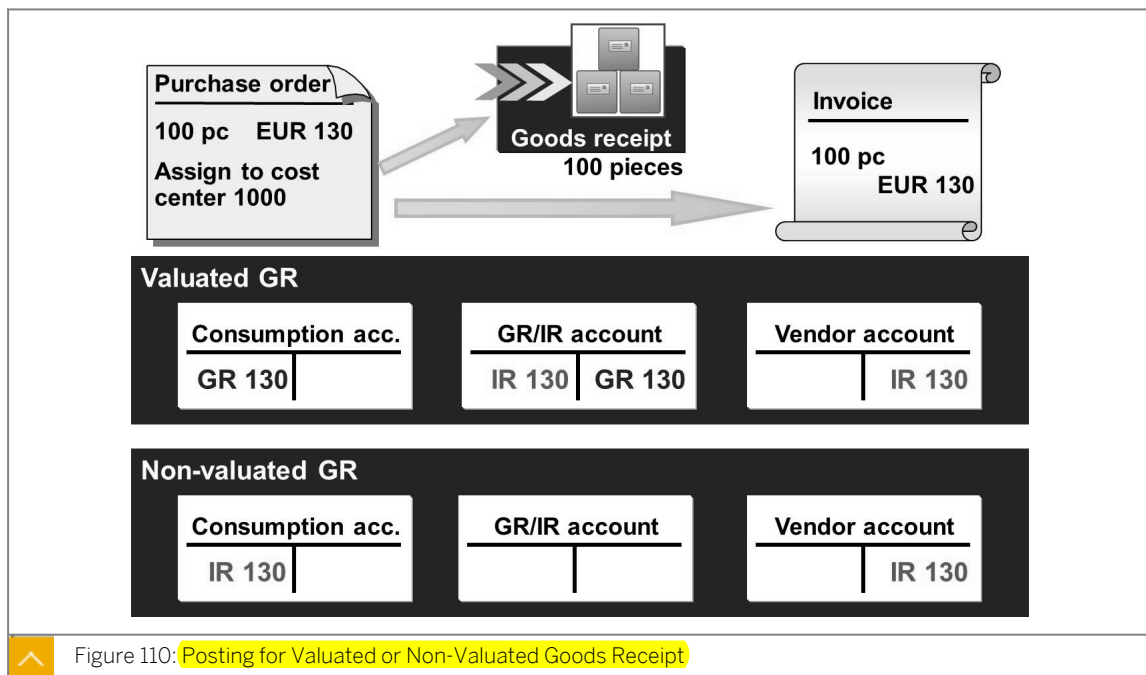 Purchase order
100 pc EUR 130
Assign to cost
center 1000
Goods receipt
100 pieces
Invoice
100 pc
EUR 130
Valuated GR
Consumption acc.
GR 130
GR/IR account
IR 130 GR 130
Vendor account
IR 130
Non-valuated GR
Consumption acc.
IR 130
GR/IR account
Vendor account
IR 130
Figure 110: Posting for Valuated or Non-Valuated Goods Receipt